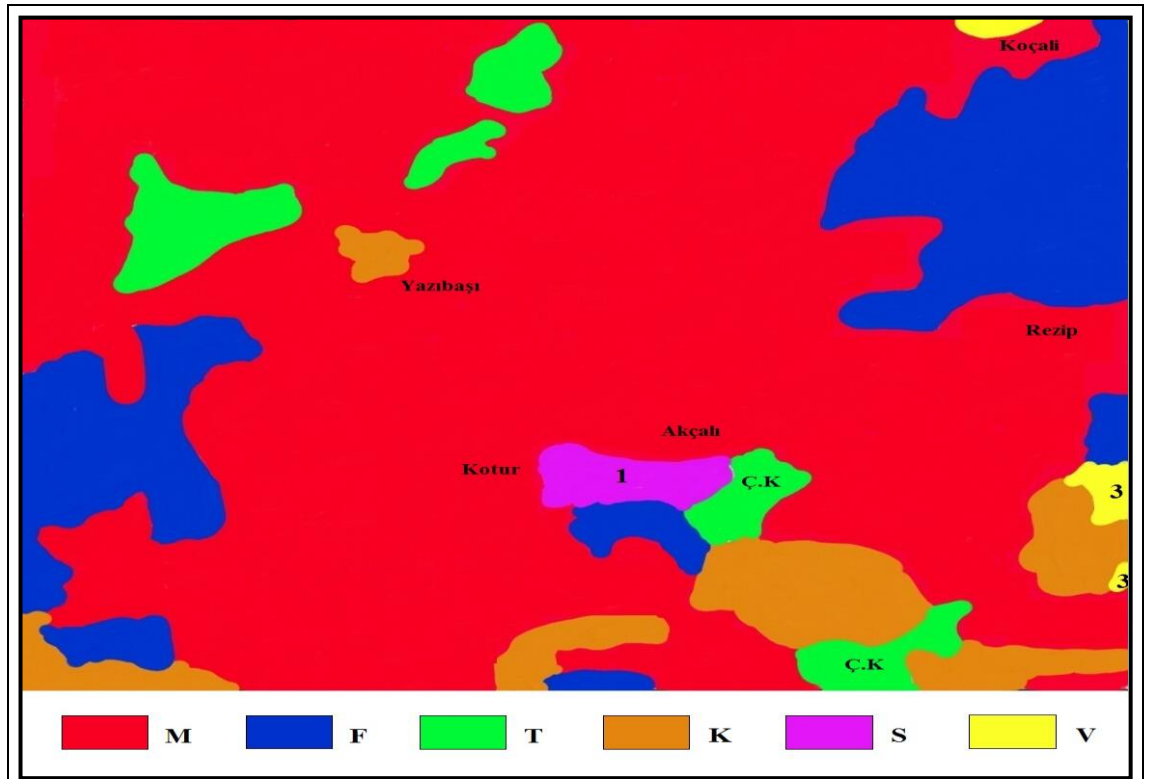 Koçali
Yazıbaşı
Rezip
Akçalı
Kotur
1
Ç.K
3
3
Ç.K
M F T K S V